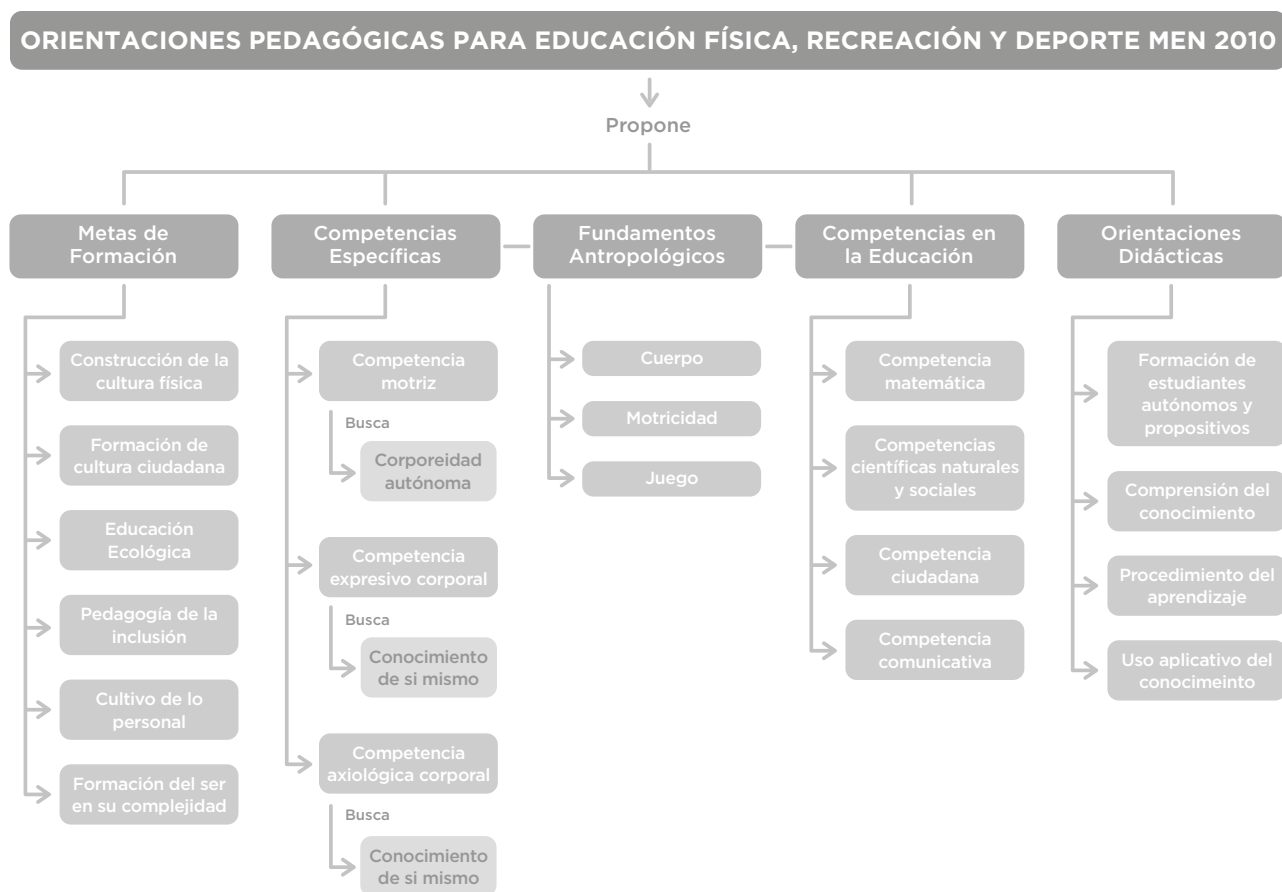 ORIENTACIONES PEDAGÓGICAS PARA EDUCACIÓN FÍSICA, RECREACIÓN Y DEPORTE MEN 2010
Propone
Metas de
Formación
Construcción de la
cultura física
Formación de
cultura ciudadana
Educación
Ecológica
Pedagogía de la
inclusión
Cultivo de lo
personal
Formación del ser
en su complejidad
Competencias
Específicas
Competencia
motriz
Busca
Corporeidad
autónoma
Competencia
expresivo corporal
Busca
Conocimiento
de si mismo
Competencia
axiológica corporal
Busca
Conocimiento
de si mismo
Fundamentos
Antropológicos
Cuerpo
Motricidad
Juego
Competencias en
la Educación
Competencia
matemática
Competencias
científicas naturales
y sociales
Competencia
ciudadana
Competencia
comunicativa
Orientaciones
Didácticas
Formación de
estudiantes
autónomos y
propositivos
Comprensión del
conocimiento
Procedimiento del
aprendizaje
Uso aplicativo del
conocimeinto